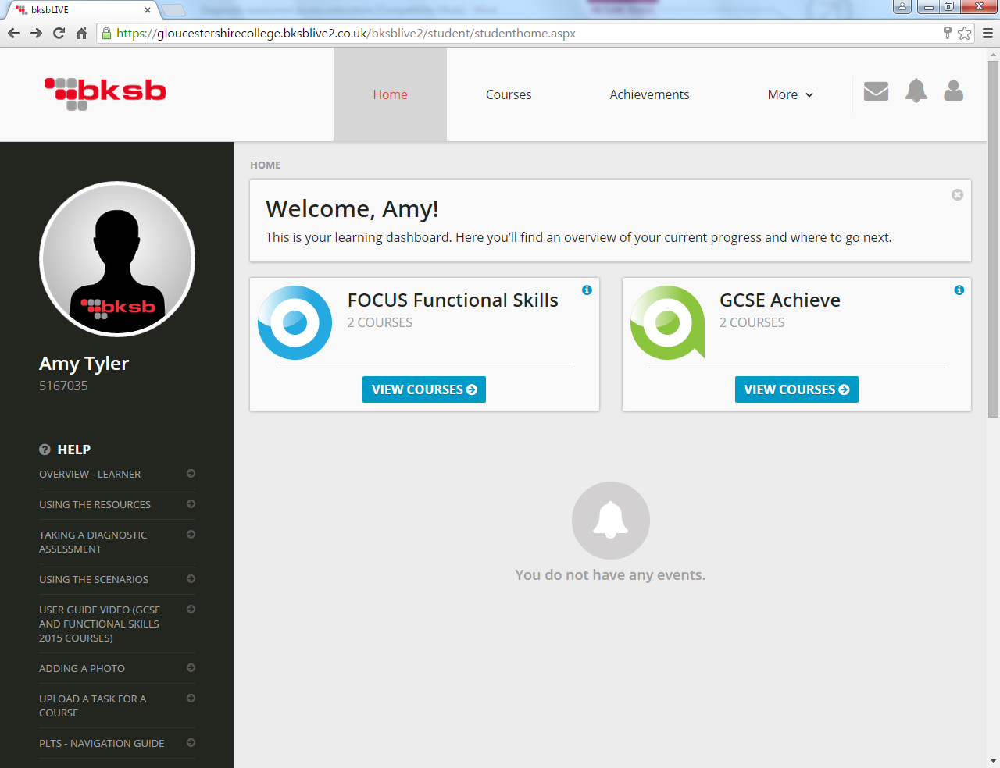 bksbLIVE
https://gloucestershirecollege.bksblive2.co.uk/bksblive2/student/studenthome.aspx
bksb
Home
Courses
Achievements
More
HOME
Welcome, Amy!
This is your learning dashboard. Here you’ll find an overview of your current progress and where to go next.
bksb
Amy Tyler
5167035
FOCUS Functional Skills
2 COURSES
VIEW COURSES
GCSE Achieve
2 COURSES
VIEW COURSES
You do not have any events.
HELP
OVERVIEW - LEARNER
USING THE RESOURCES
TAKING A DIAGNOSTIC
ASSESSMENT
USING THE SCENARIOS
USER GUIDE VIDEO (GCSE
AND FUNCTIONAL SKILLS
2015 COURSES)
ADDING A PHOTO
UPLOAD A TASK FOR A
COURSE
PLTS - NAVIGATION GUIDE